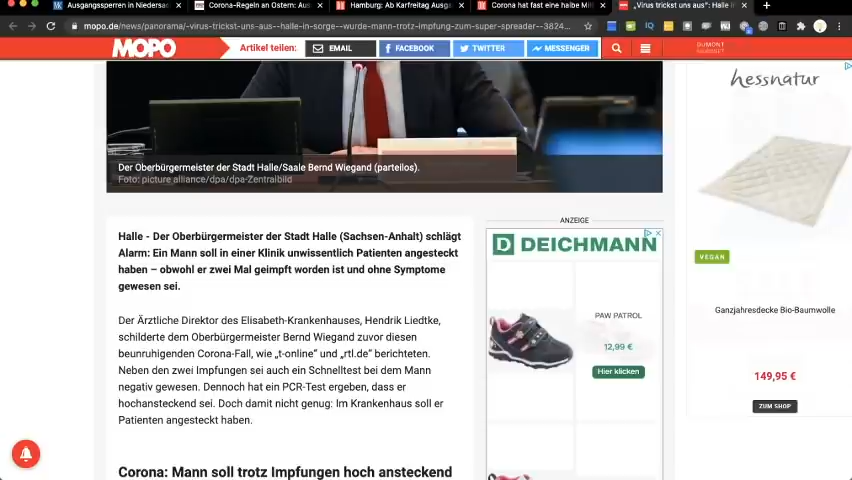 Ausgangssperren in Niedersa
Corona-Regeln an Ostern: Aus
Hamburg: Ab Karfreitag Ausga
Corona hat fast eine halbe Mil
„Virus trickst uns aus“: Halle i
mopo.de/news/panorama/-virus-trickst-uns-aus--halle-in-sorge--wurde-mann-trotz-impfung-zum-super-spreader--3824...
MOPO
Artikel teilen:
EMAIL
FACEBOOK
TWITTER
MESSENGER
DUMONT
Der Oberbürgermeister der Stadt Halle/Saale Bernd Wiegand (parteilos).
Foto: picture alliance/dpa/dpa-Zentralbild
Halle - Der Oberbürgermeister der Stadt Halle (Sachsen-Anhalt) schlägt
Alarm: Ein Mann soll in einer Klinik unwissentlich Patienten angesteckt
haben – obwohl er zwei Mal geimpft worden ist und ohne Symptome
gewesen sei.
Der Ärztliche Direktor des Elisabeth-Krankenhauses, Hendrik Liedtke,
schilderte dem Oberbürgermeister Bernd Wiegand zuvor diesen
beunruhigenden Corona-Fall, wie „t-online“ und „rtl.de“ berichteten.
Neben den zwei Impfungen sei auch ein Schnelltest bei dem Mann
negativ gewesen. Dennoch hat ein PCR-Test ergeben, dass er
hochansteckend sei. Doch damit nicht genug: Im Krankenhaus soll er
Patienten angesteckt haben.
Corona: Mann soll trotz Impfungen hoch ansteckend
ANZEIGE
DEICHMANN
PAW PATROL
12,99 €
Hier klicken
hessnatur
VEGAN
Ganzjahresdecke Bio-Baumwolle
149,95 €
ZUM SHOP